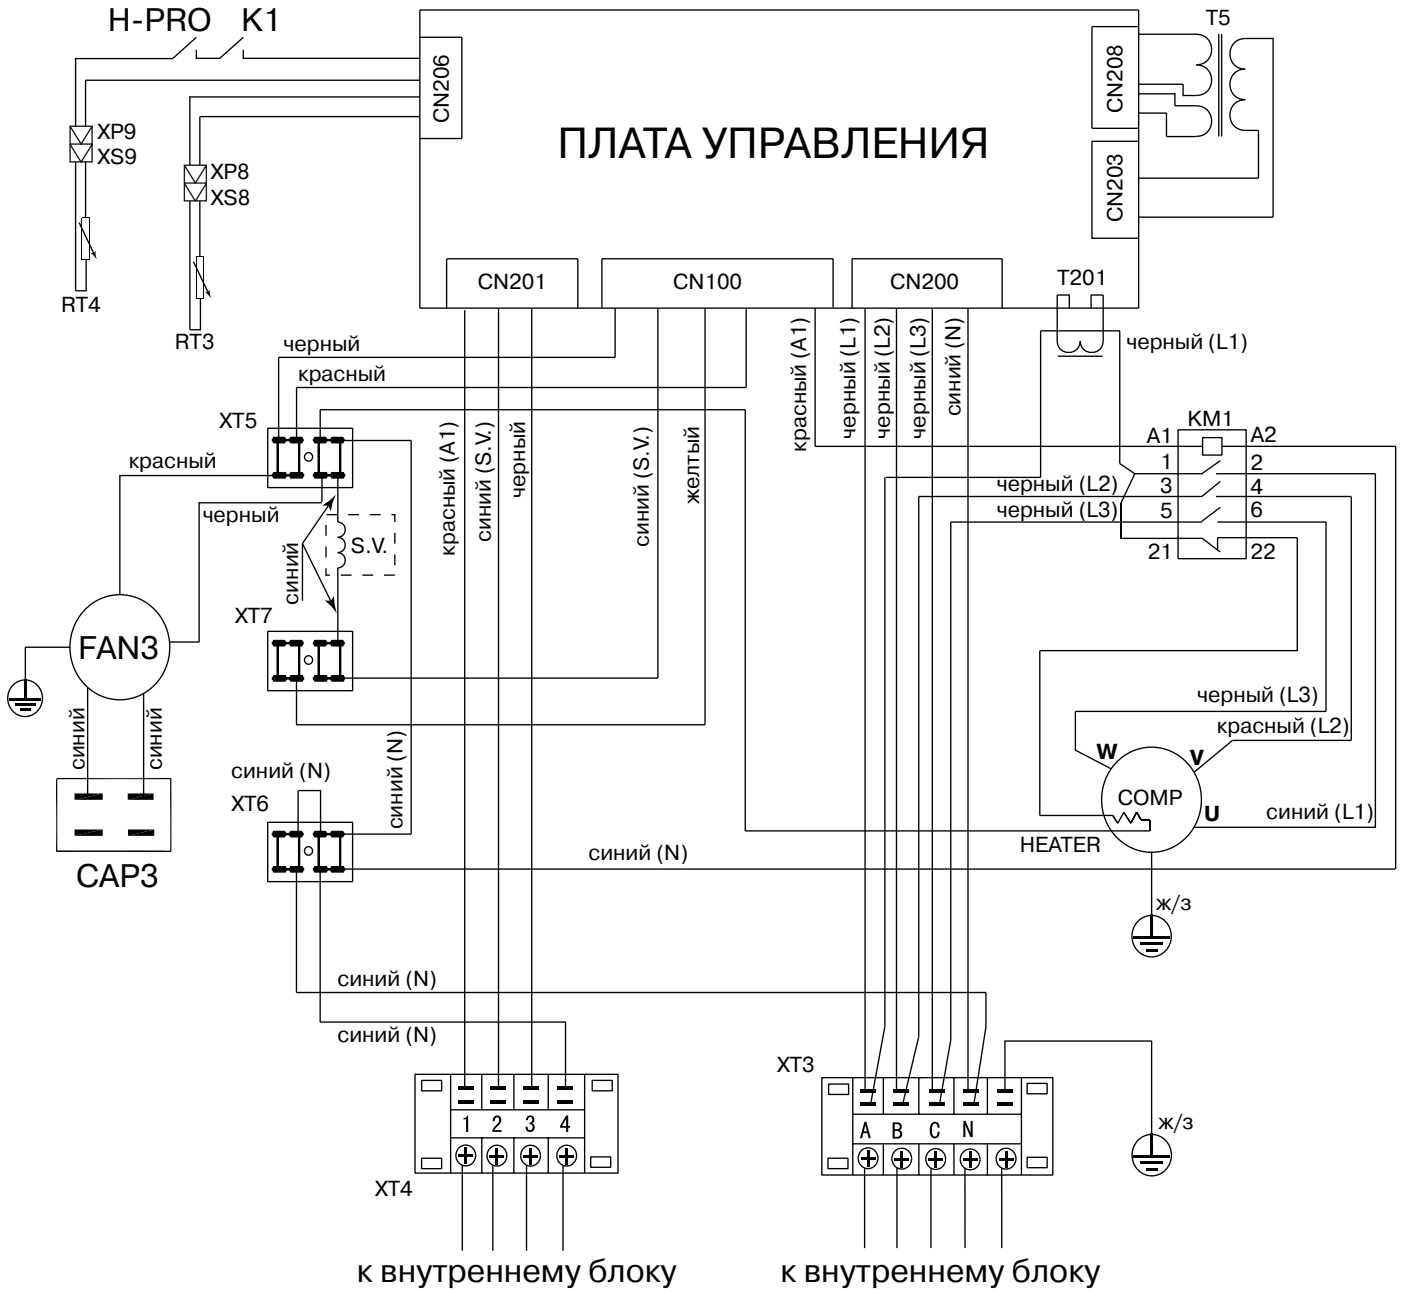 H-PRO K1
T5
CN206
CN208
ПЛАТА УПРАВЛЕНИЯ
XP9
XS9
XP8
XS8
CN203
RT4
RT3
CN201
CN100
CN200
T201
черный
красный
красный (A1)
черный (L1)
черный (L2)
черный (L3)
синий (N)
черный (L1)
XT5
красный
черный
красный (A1)
синий (S.V.)
черный
синий (S.V.)
желтый
KM1
A1
A2
1
2
черный (L2)
3
4
черный (L3)
5
6
21
22
S.V.
синий
XT7
FAN3
синий
синий
CAP3
синий (N)
XT6
синий (N)
синий (N)
черный (L3)
красный (L2)
W
V
COMP
U
синий (L1)
HEATER
ж/з
синий (N)
синий (N)
XT3
XT4
1 2 3 4
A B C N
ж/з
к внутреннему блоку
к внутреннему блоку